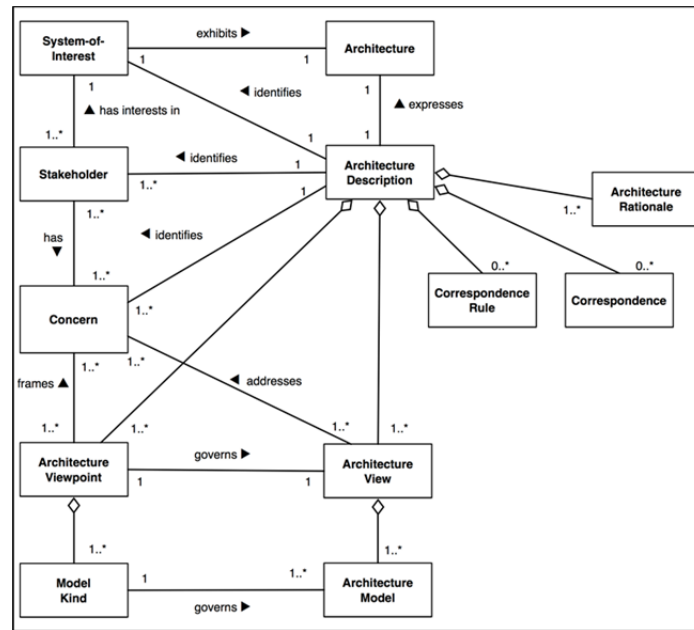 System-of-
Interest
exhibits ▶
Architecture
1
1
1
1
◀ identifies
▲ has interests in
▲ expresses
1..*
1
1
Stakeholder
◀ identifies
1
Architecture
Description
1..*
1
Architecture
Rationale
1..*
1..*
has
▼
◀ identifies
1..*
1..*
0..*
0..*
Concern
Correspondence
Rule
Correspondence
1..*
1..*
frames ▲
◀ addresses
1..*
1..*
1..*
1..*
Architecture
Viewpoint
governs ▶
Architecture
View
1
1
1..*
1..*
Model
Kind
1
1..*
Architecture
Model
governs ▶